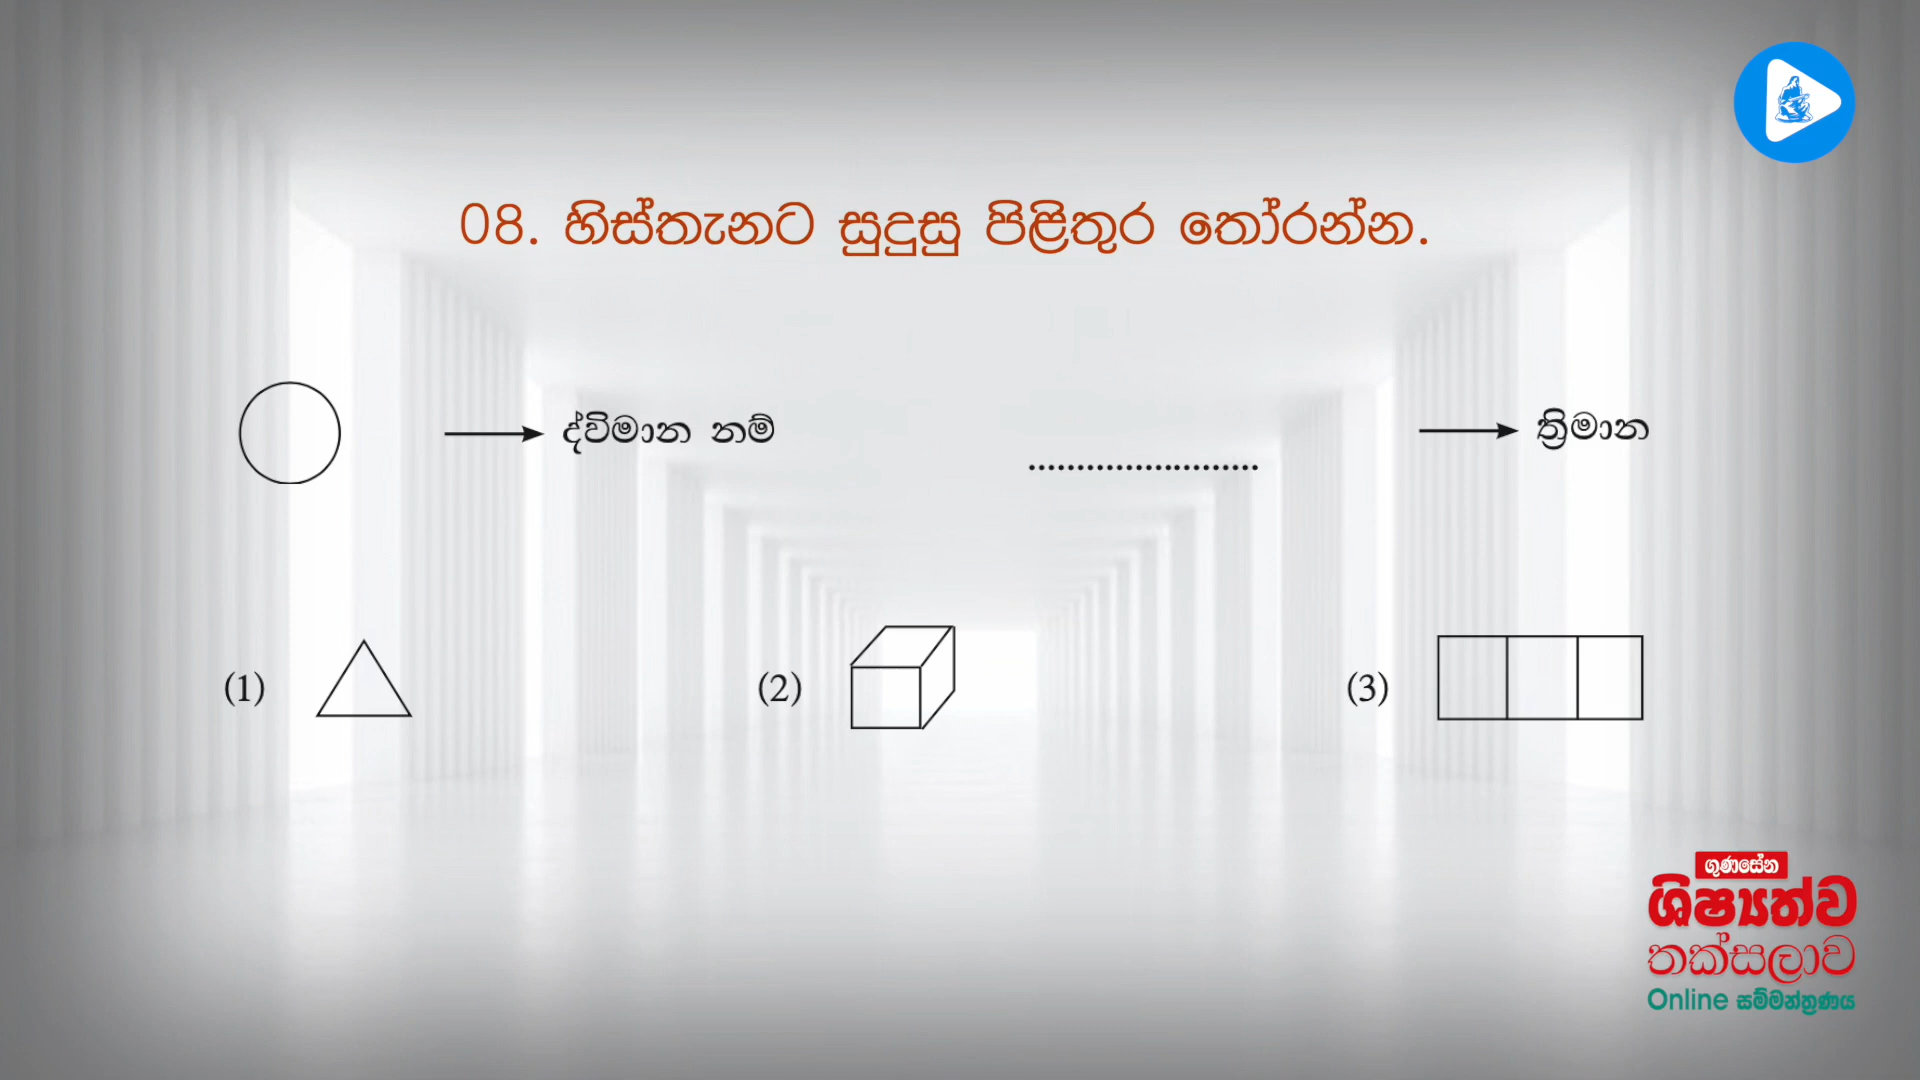 08. හිස්තැනට සුදුසු පිළිතුර තෝරන්න.
ද්විමාන නම්
........................
ත්‍රිමාන
(1)
(2)
(3)
ගුණසේන
ශිෂ්‍යත්ව
තක්සලාව
Online සම්මන්ත්‍රණය